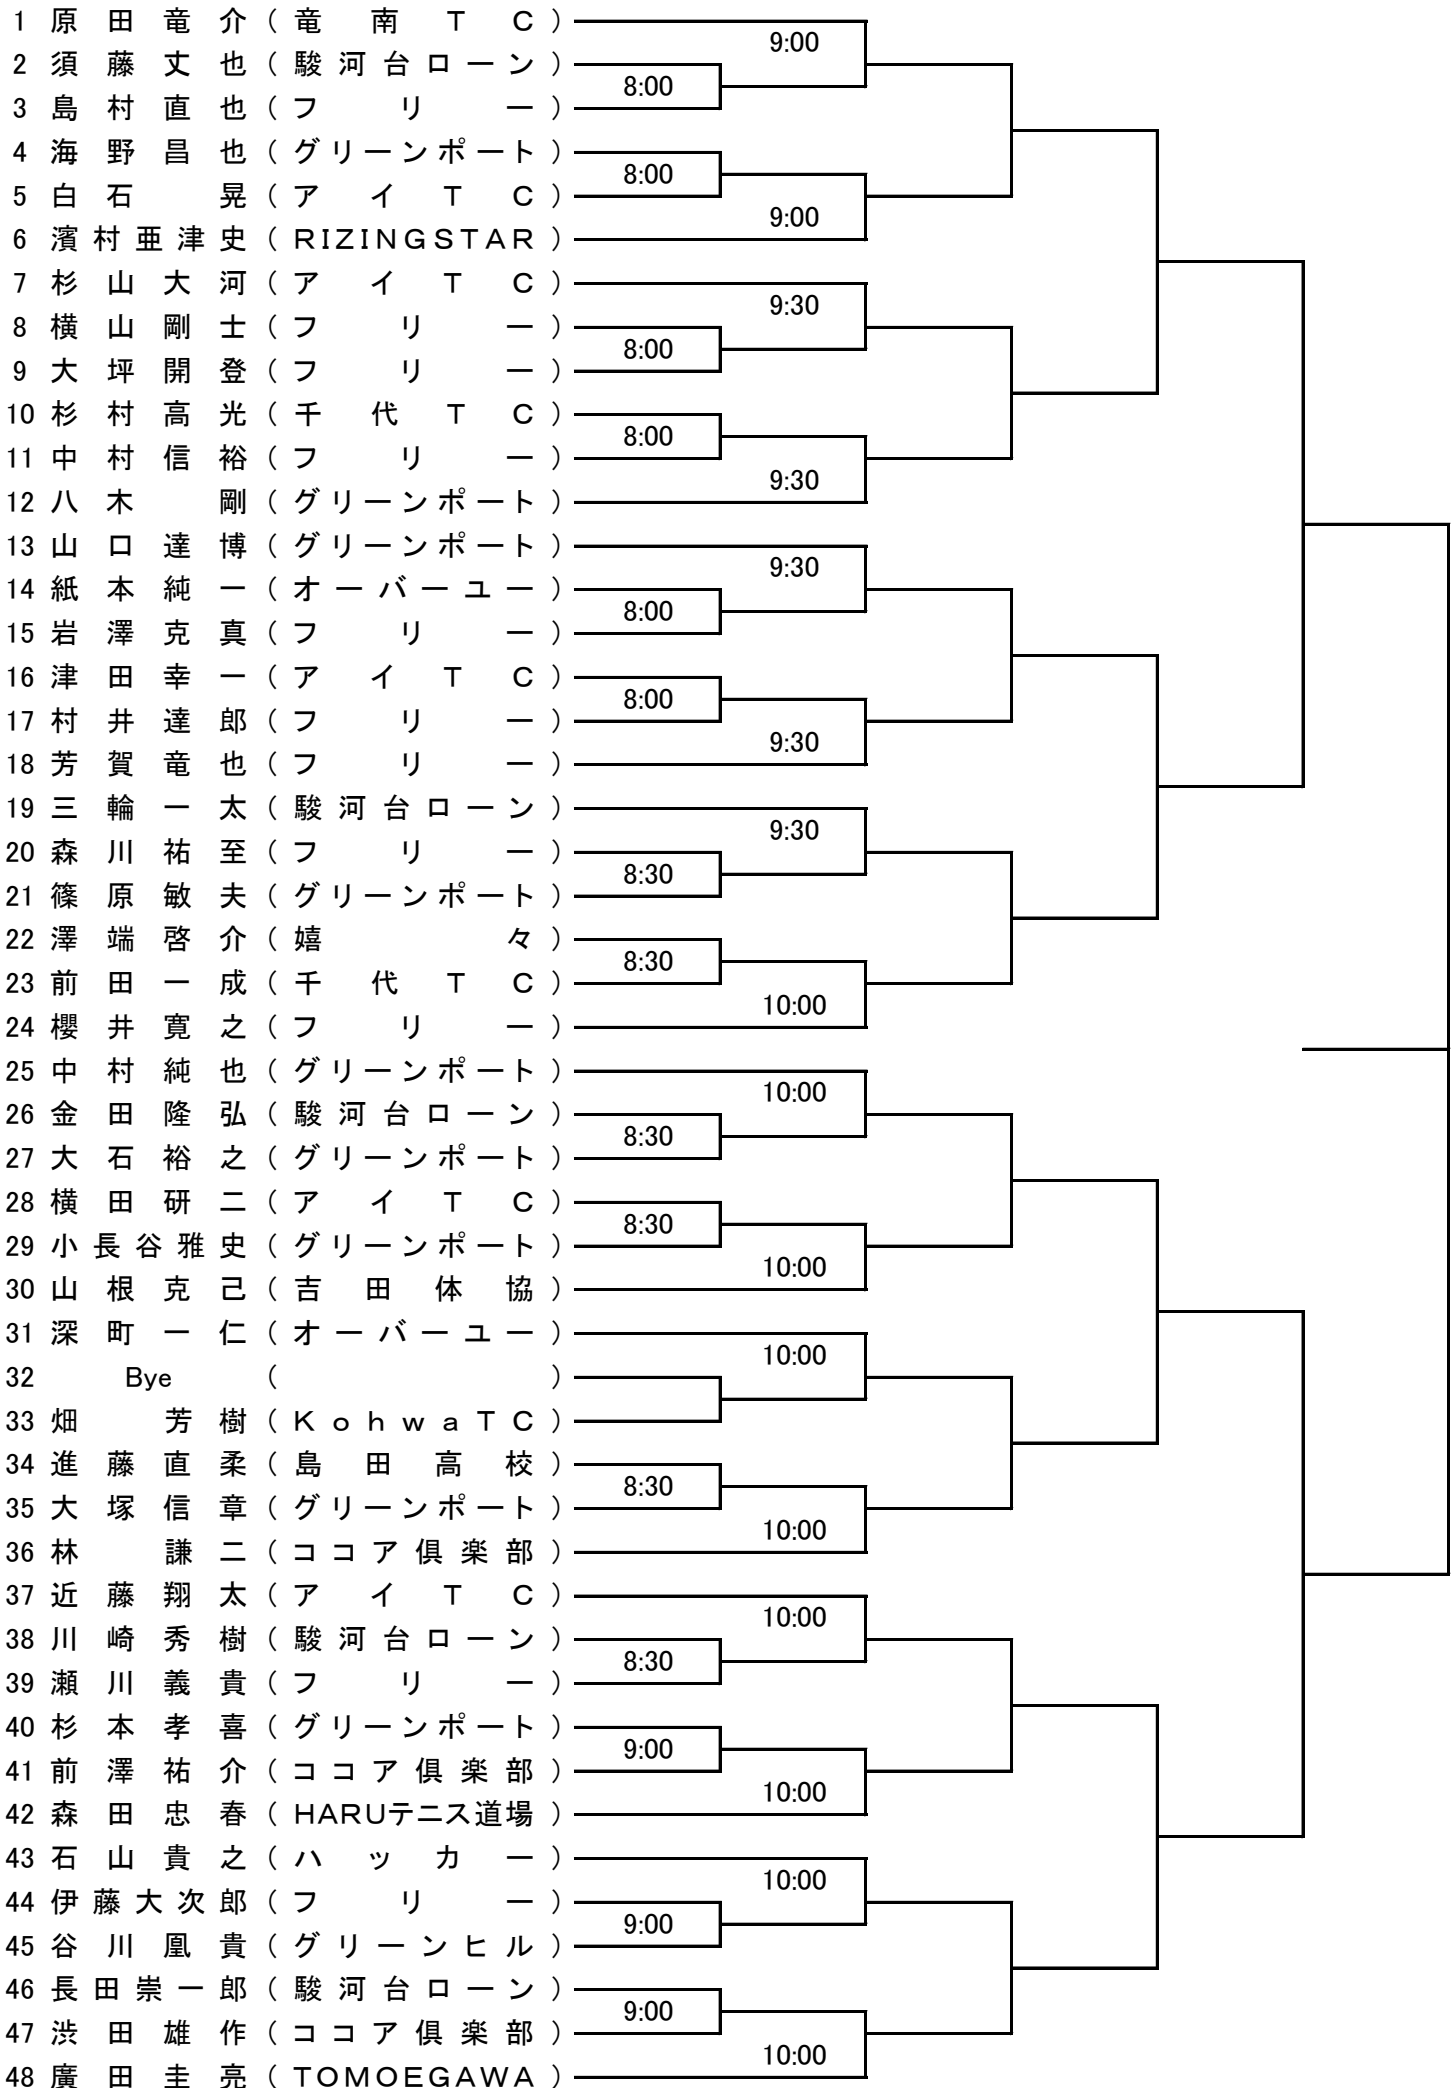 1 原田竜介(竜南TC)
9:00
2 須藤丈也(駿河台ローン)
8:00
3 島村直也(フリー)
4 海野昌也(グリーンポート)
8:00
5 白石晃(アイTC)
9:00
6 濱村亜津史(RIZINGSTAR)
7 杉山大河(アイTC)
9:30
8 横山剛士(フリー)
8:00
9 大坪開登(フリー)
10 杉村高光(千代TC)
8:00
11 中村信裕(フリー)
9:30
12 八木剛(グリーンポート)
13 山口達博(グリーンポート)
9:30
14 紙本純一(オーバーユー)
8:00
15 岩澤克真(フリー)
16 津田幸一(アイTC)
8:00
17 村井達郎(フリー)
9:30
18 芳賀竜也(フリー)
19 三輪一太(駿河台ローン)
9:30
20 森川祐至(フリー)
8:30
21 篠原敏夫(グリーンポート)
22 澤端啓介(嬉々)
8:30
23 前田一成(千代TC)
10:00
24 櫻井寛之(フリー)
25 中村純也(グリーンポート)
10:00
26 金田隆弘(駿河台ローン)
8:30
27 大石裕之(グリーンポート)
28 横田研二(アイTC)
8:30
29 小長谷雅史(グリーンポート)
10:00
30 山根克己(吉田体協)
31 深町一仁(オーバーユー)
10:00
32 Bye ( )
33 畑芳樹(KohwaTC)
34 進藤直柔(島田高校)
8:30
35 大塚信章(グリーンポート)
10:00
36 林謙二(ココア倶楽部)
37 近藤翔太(アイTC)
10:00
38 川崎秀樹(駿河台ローン)
8:30
39 瀬川義貴(フリー)
40 杉本孝喜(グリーンポート)
9:00
41 前澤祐介(ココア倶楽部)
10:00
42 森田忠春(HARUテニス道場)
43 石山貴之(ハッカー)
10:00
44 伊藤大次郎(フリー)
9:00
45 谷川凰貴(グリーンヒル)
46 長田崇一郎(駿河台ローン)
9:00
47 渋田雄作(ココア倶楽部)
10:00
48 廣田圭亮(TOMOEGAWA)